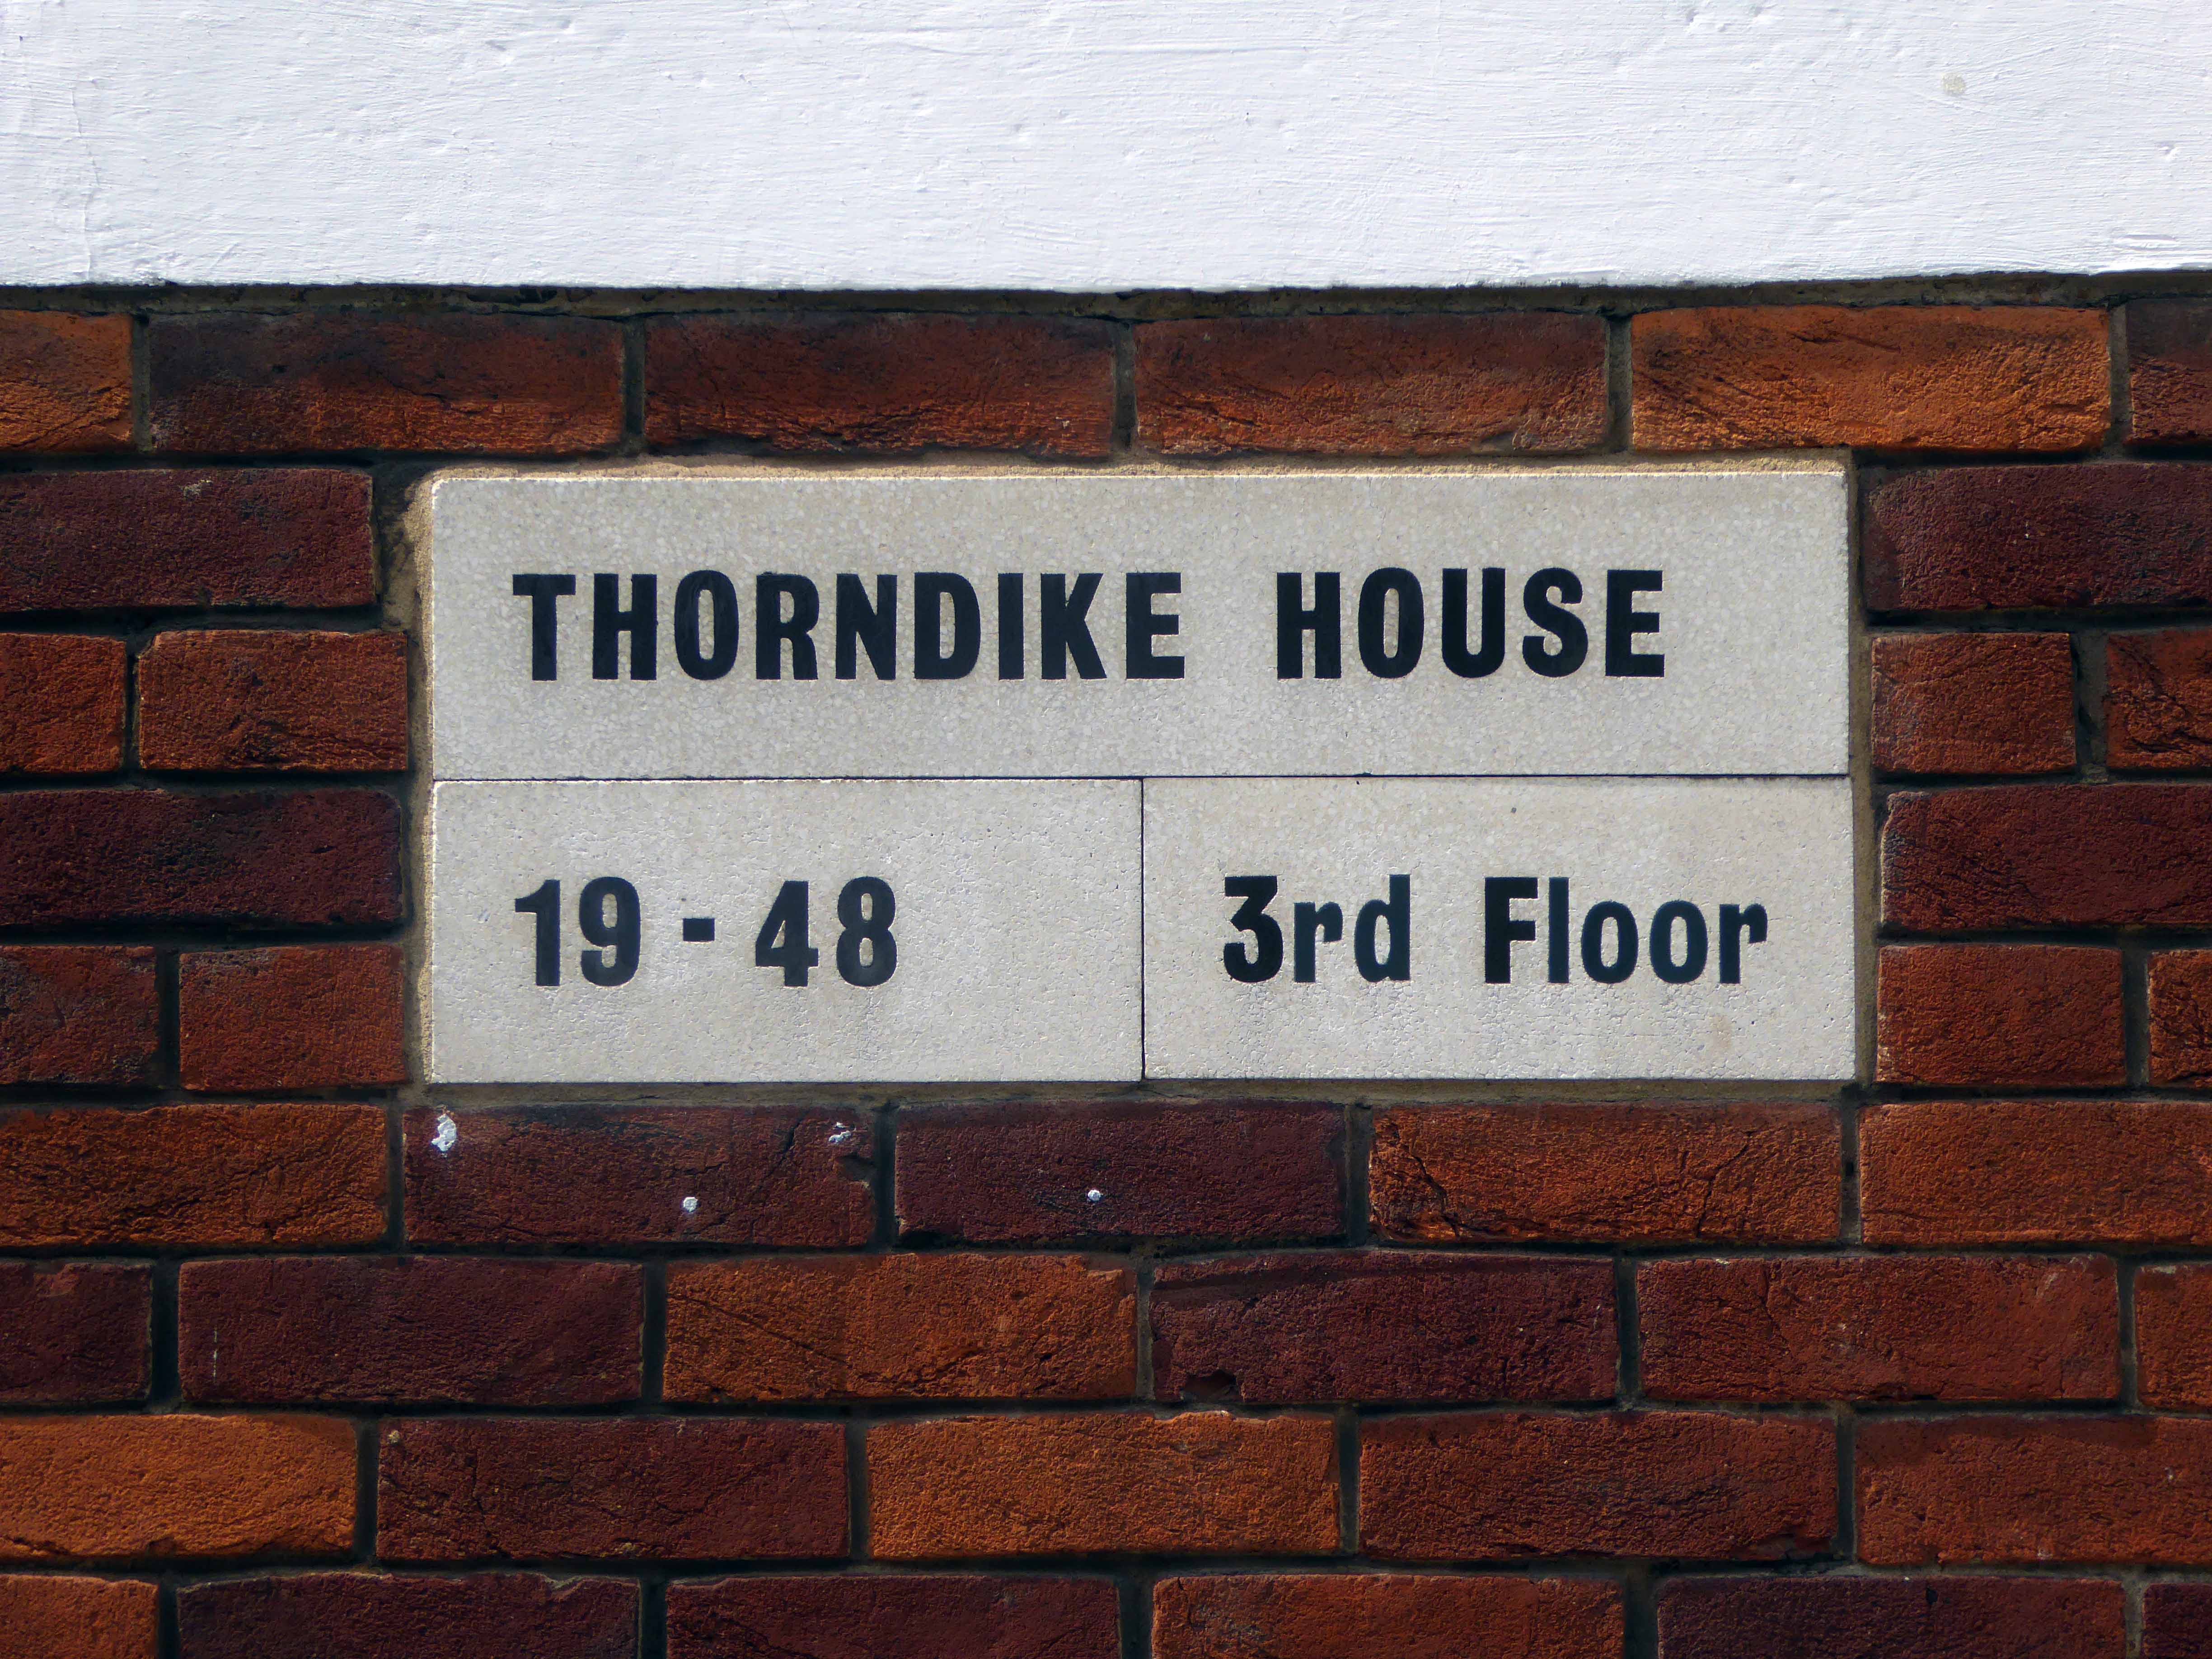 THORNDIKE HOUSE
19 - 48
3rd Floor